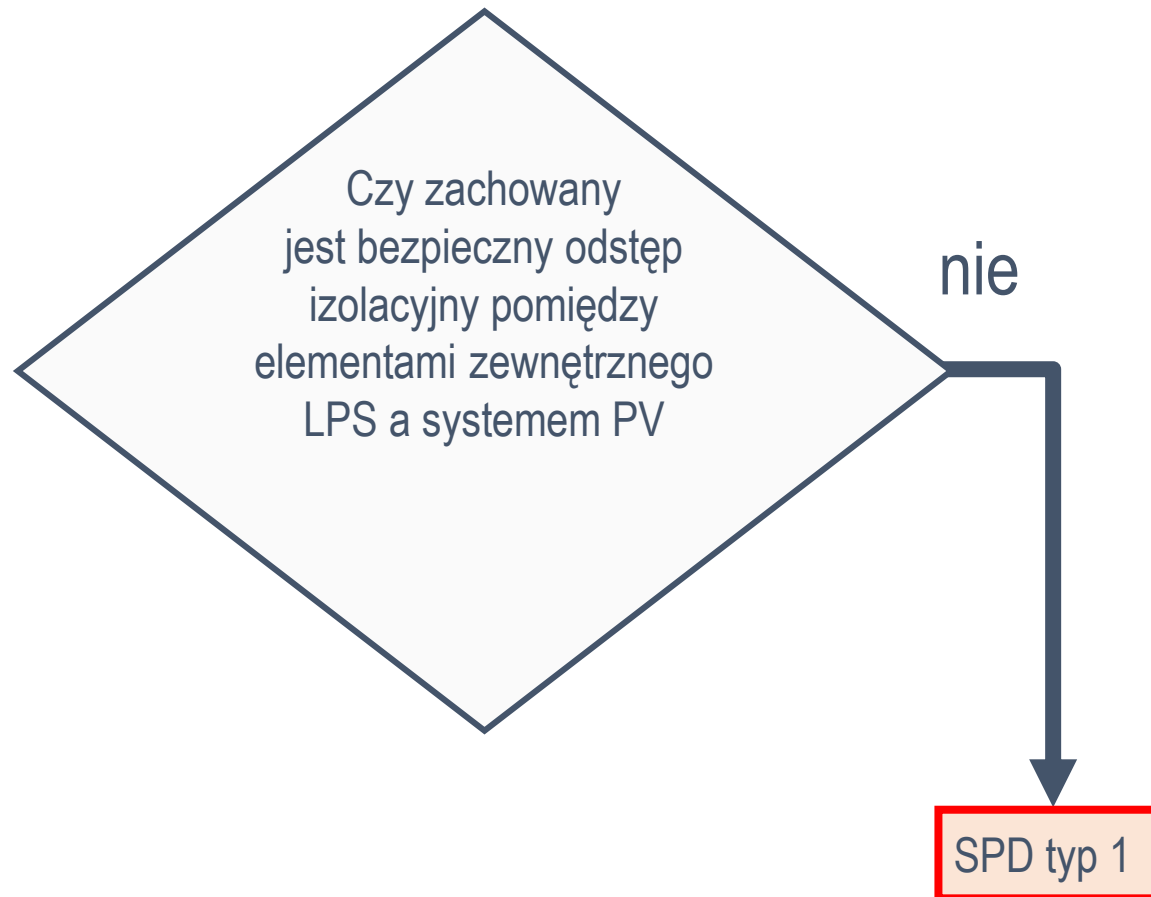 Czy zachowany
jest bezpieczny odstęp
izolacyjny pomiędzy
elementami zewnętrznego
LPS a systemem PV
nie
SPD typ 1